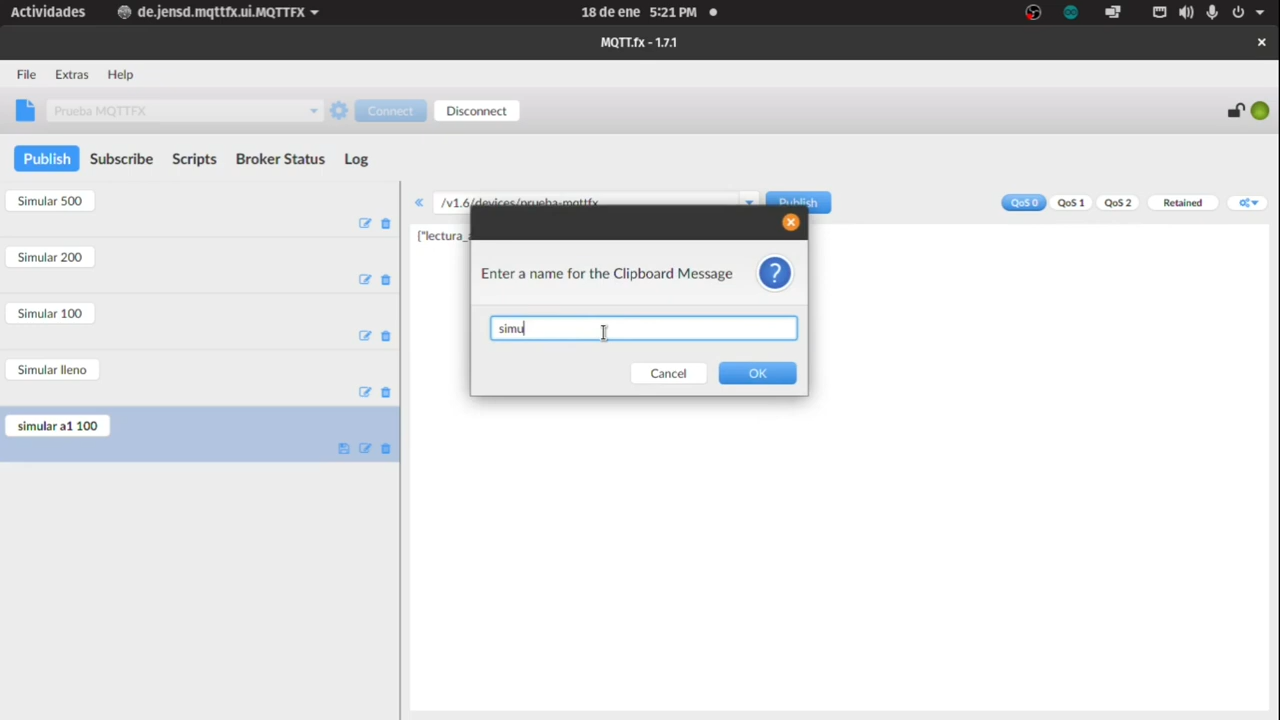 Actividades de.jensd.mqttfx.ui.MQTTFX 18 de ene 5:21 PM
MQTT.fx - 1.7.1
File Extras Help
Prueba MQTTFX Connect Disconnect
Publish Subscribe Scripts Broker Status Log
Simular 500
Simular 200
Simular 100
Simular lleno
simular a1 100
/v1.6/devices/prueba-mqttfx Publish QoS 0 QoS 1 QoS 2 Retained
{"lectura_a
Enter a name for the Clipboard Message ?
simu
Cancel OK